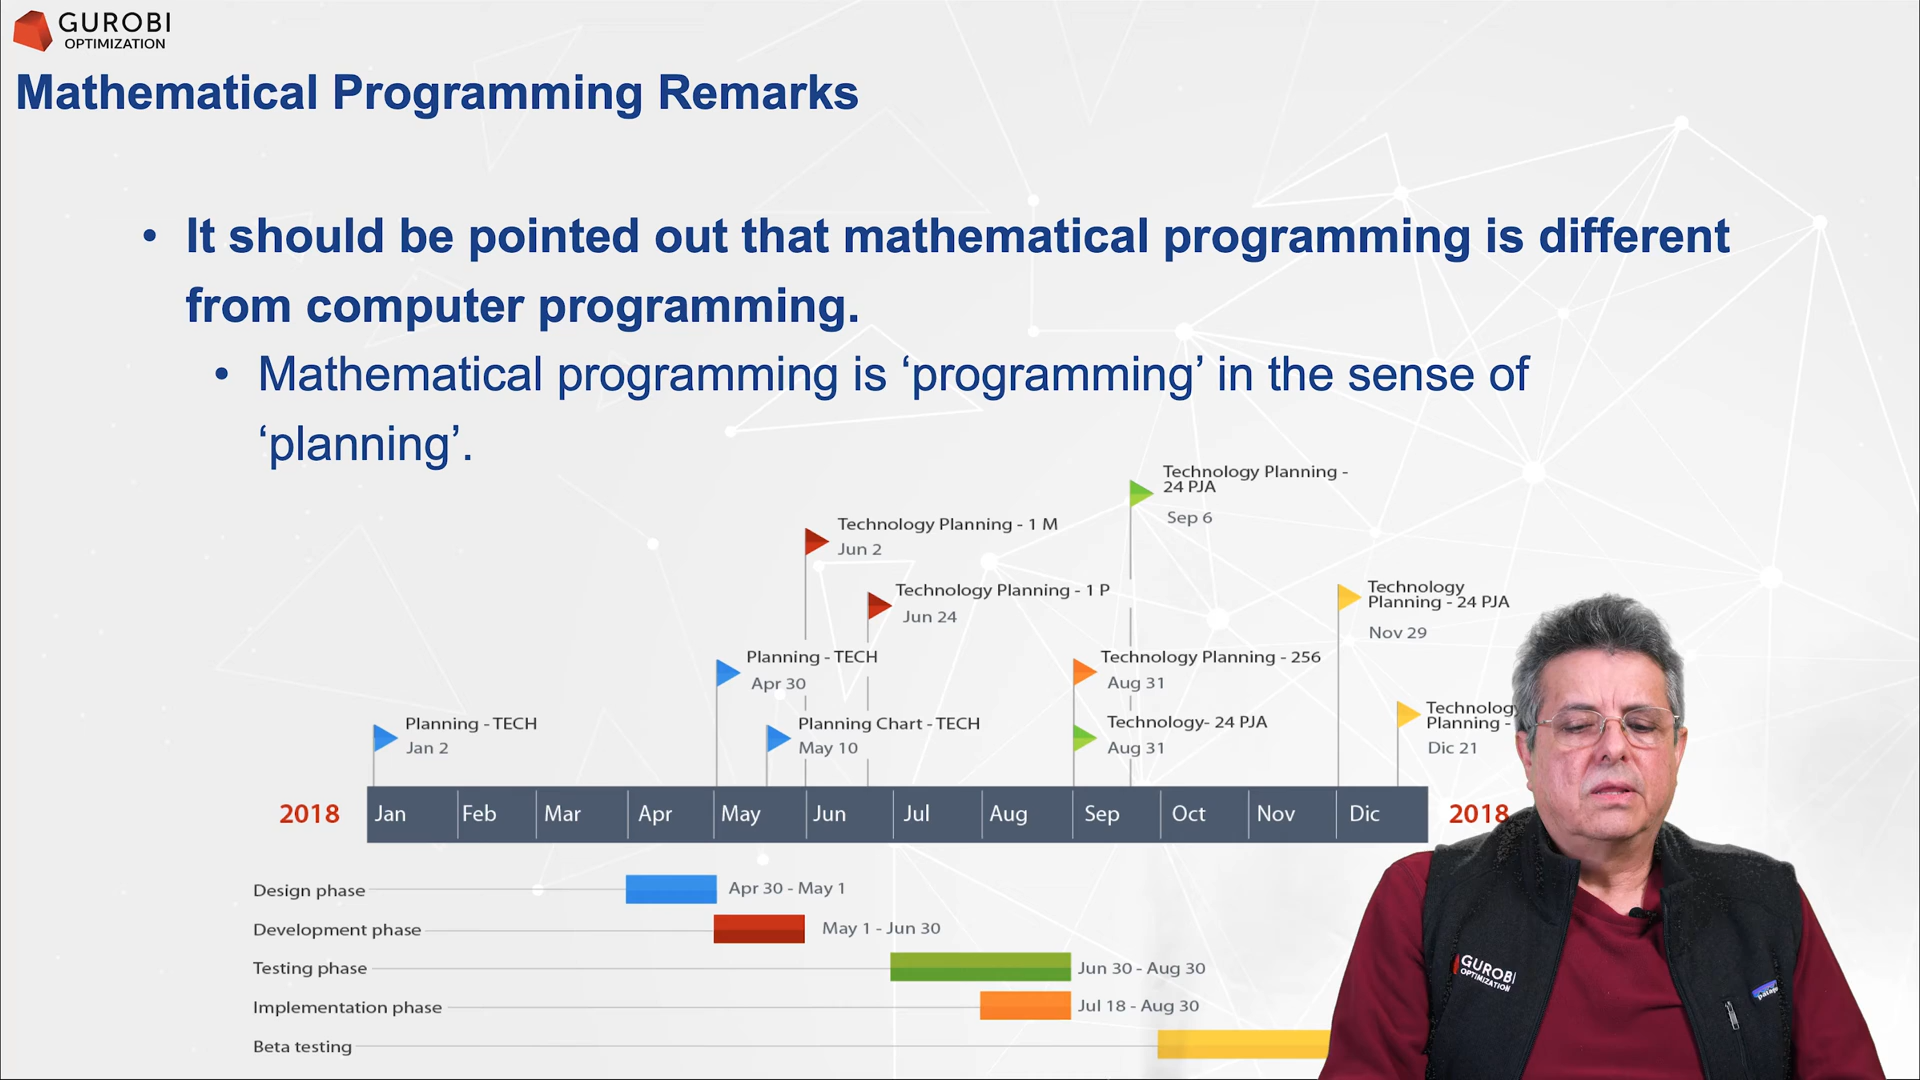 GUROBI
OPTIMIZATION
Mathematical Programming Remarks
• It should be pointed out that mathematical programming is different
from computer programming.
• Mathematical programming is ‘programming’ in the sense of
‘planning’.
Technology Planning -
24 PJA
Sep 6
Technology Planning - 1 M
Jun 2
Technology Planning - 1 P
Jun 24
Technology
Planning - 24 PJA
Nov 29
Planning - TECH
Apr 30
Technology Planning - 256
Aug 31
Planning - TECH
Jan 2
Planning Chart - TECH
May 10
Technology- 24 PJA
Aug 31
Technology
Planning -
Dic 21
2018 Jan Feb Mar Apr May Jun Jul Aug Sep Oct Nov Dic 2018
Design phase Apr 30 - May 1
Development phase May 1 - Jun 30
Testing phase Jun 30 - Aug 30
Implementation phase Jul 18 - Aug 30
Beta testing
GUROBI
OPTIMIZATION